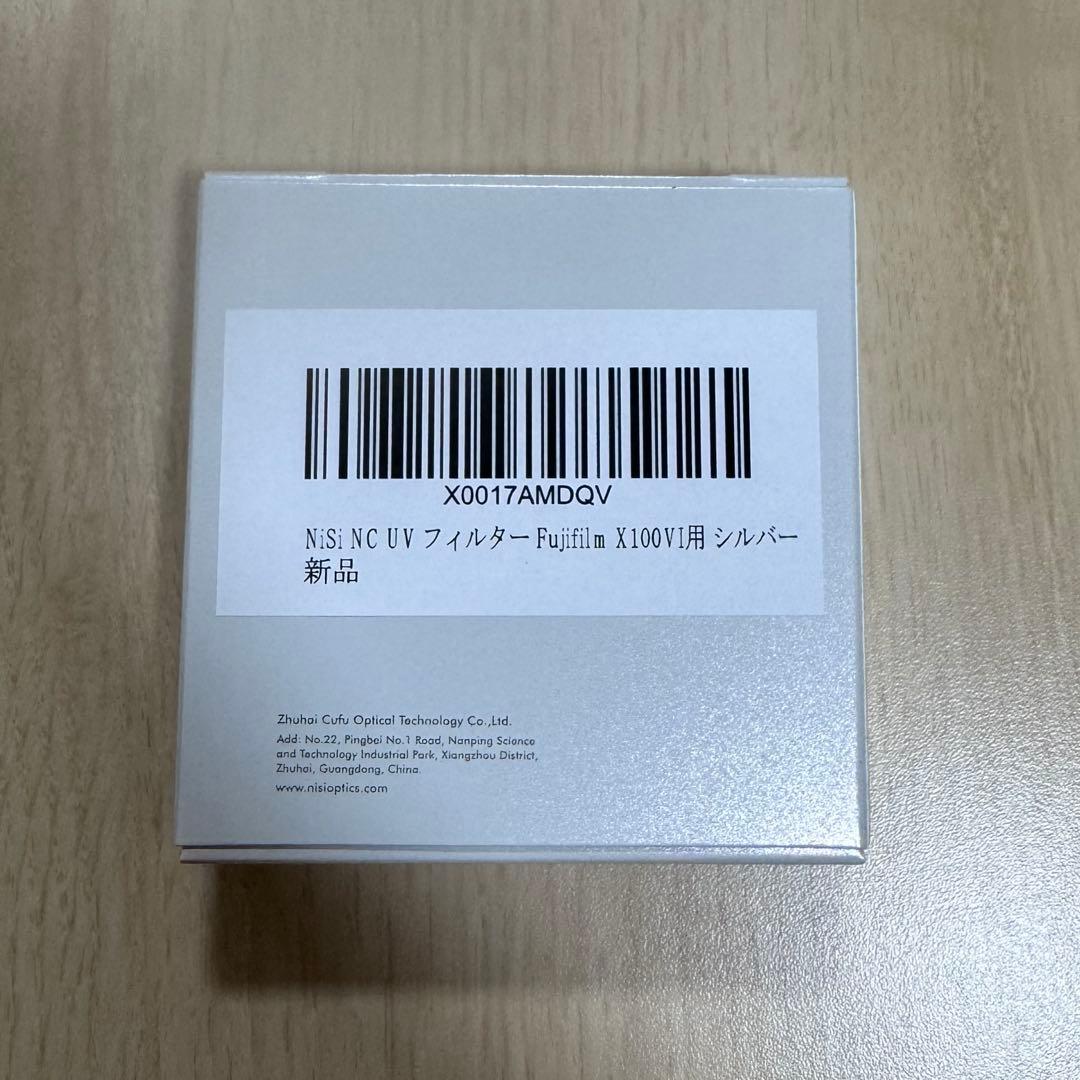 X0017AMDQV
NiSi NC UV フィルター Fujifilm X100VI用 シルバー
新品
Zhuhai Cufu Optical Technology Co.,Ltd.
Add: No.22, Pingbei No.1 Road, Nanping Science
and Technology Industrial Park, Xiangzhou District,
Zhuhai, Guangdong, China.
www.nisioptics.com